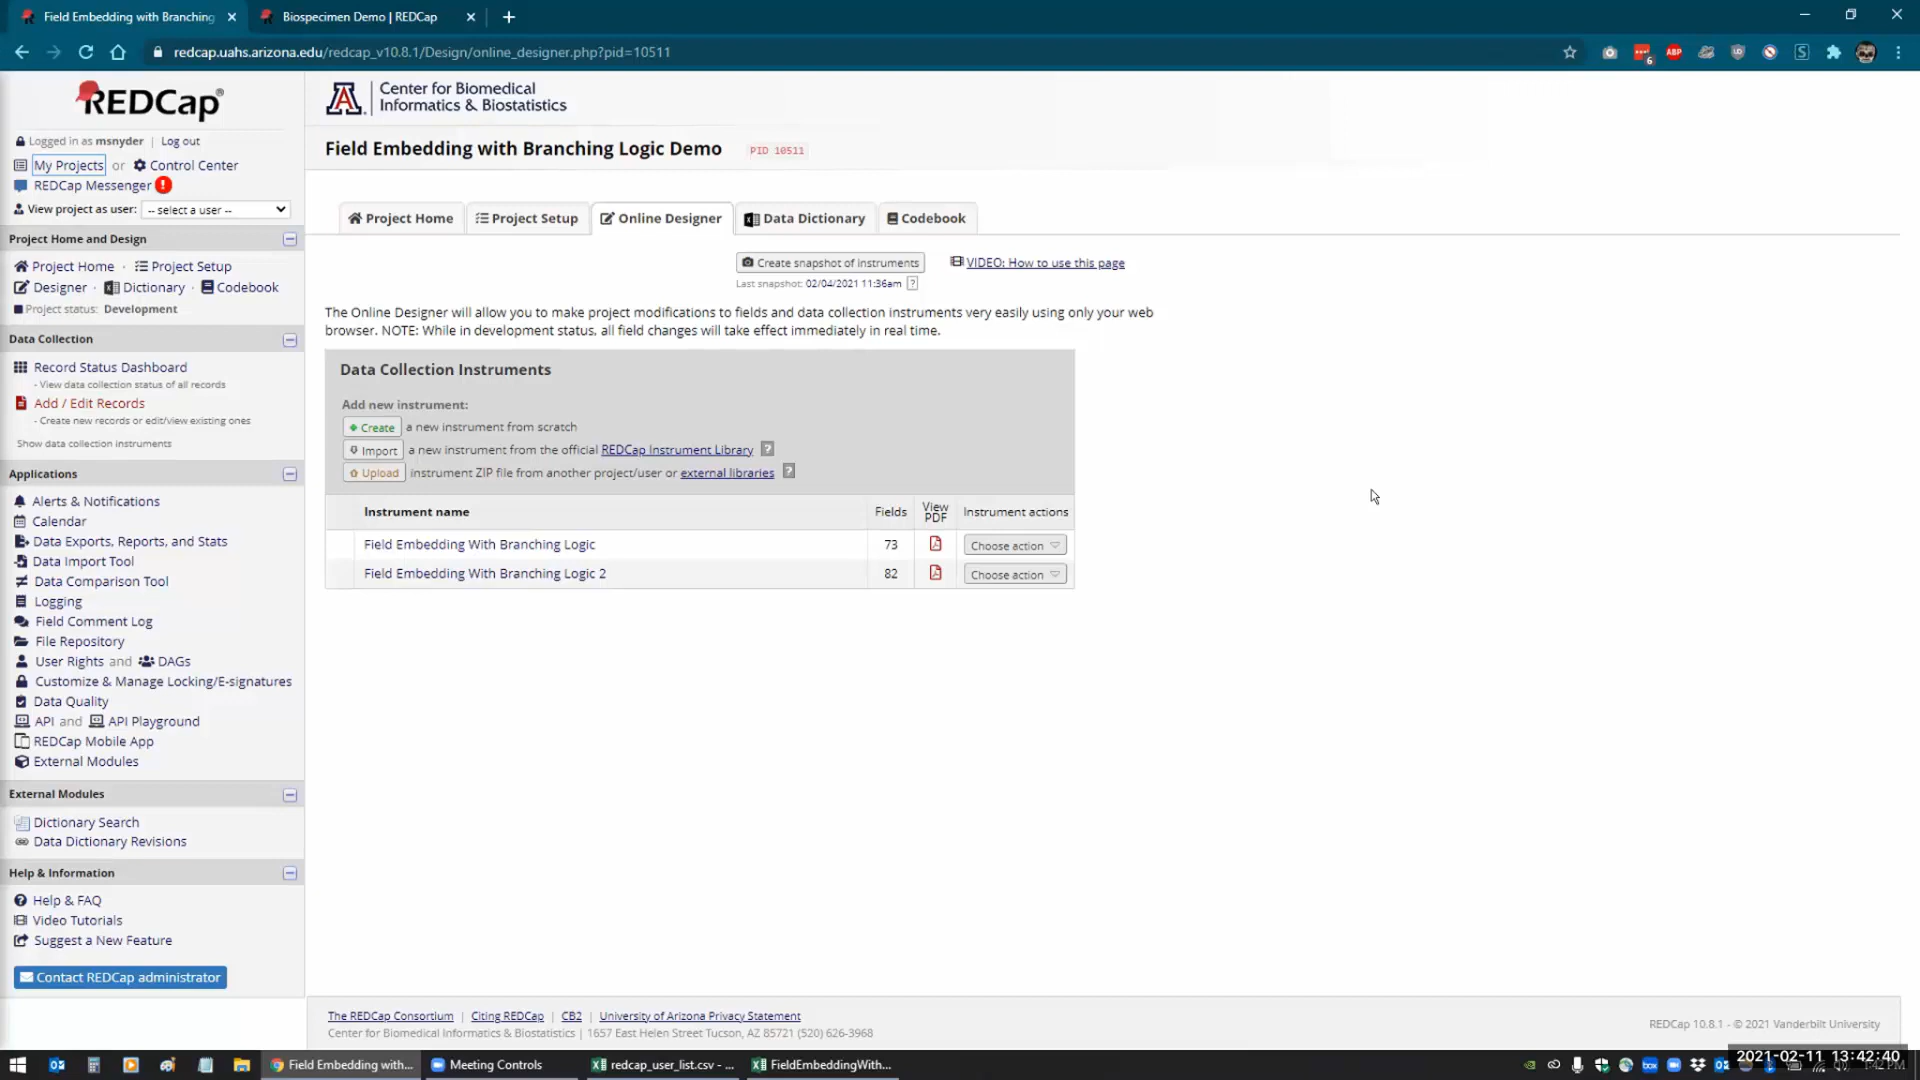 Field Embedding with Branching
Biospecimen Demo | REDCap
redcap.uahs.arizona.edu/redcap_v10.8.1/Design/online_designer.php?pid=10511
6
ABP
REDCap
Logged in as msnyder | Log out
My Projects or Control Center
REDCap Messenger
View project as user: -- select a user --
Project Home and Design
Project Home · Project Setup
Designer · Dictionary · Codebook
Project status: Development
Data Collection
Record Status Dashboard
- View data collection status of all records
Add / Edit Records
- Create new records or edit/view existing ones
Show data collection instruments
Applications
Alerts & Notifications
Calendar
Data Exports, Reports, and Stats
Data Import Tool
Data Comparison Tool
Logging
Field Comment Log
File Repository
User Rights and DAGs
Customize & Manage Locking/E-signatures
Data Quality
API and API Playground
REDCap Mobile App
External Modules
External Modules
Dictionary Search
Data Dictionary Revisions
Help & Information
Help & FAQ
Video Tutorials
Suggest a New Feature
Contact REDCap administrator
A Center for Biomedical
Informatics & Biostatistics
Field Embedding with Branching Logic Demo PID 10511
Project Home Project Setup Online Designer Data Dictionary Codebook
Create snapshot of instruments VIDEO: How to use this page
Last snapshot: 02/04/2021 11:36am ?
The Online Designer will allow you to make project modifications to fields and data collection instruments very easily using only your web
browser. NOTE: While in development status, all field changes will take effect immediately in real time.
Data Collection Instruments
Add new instrument:
Create a new instrument from scratch
Import a new instrument from the official REDCap Instrument Library ?
Upload instrument ZIP file from another project/user or external libraries ?
Instrument name Fields View PDF Instrument actions
Field Embedding With Branching Logic 73 Choose action
Field Embedding With Branching Logic 2 82 Choose action
The REDCap Consortium | Citing REDCap | CB2 | University of Arizona Privacy Statement
Center for Biomedical Informatics & Biostatistics | 1657 East Helen Street Tucson, AZ 85721 (520) 626-3968
REDCap 10.8.1 - © 2021 Vanderbilt University
Field Embedding with... Meeting Controls redcap_user_list.csv - ... FieldEmbeddingWith...
2021-02-11 13:42:40
1:42 PM